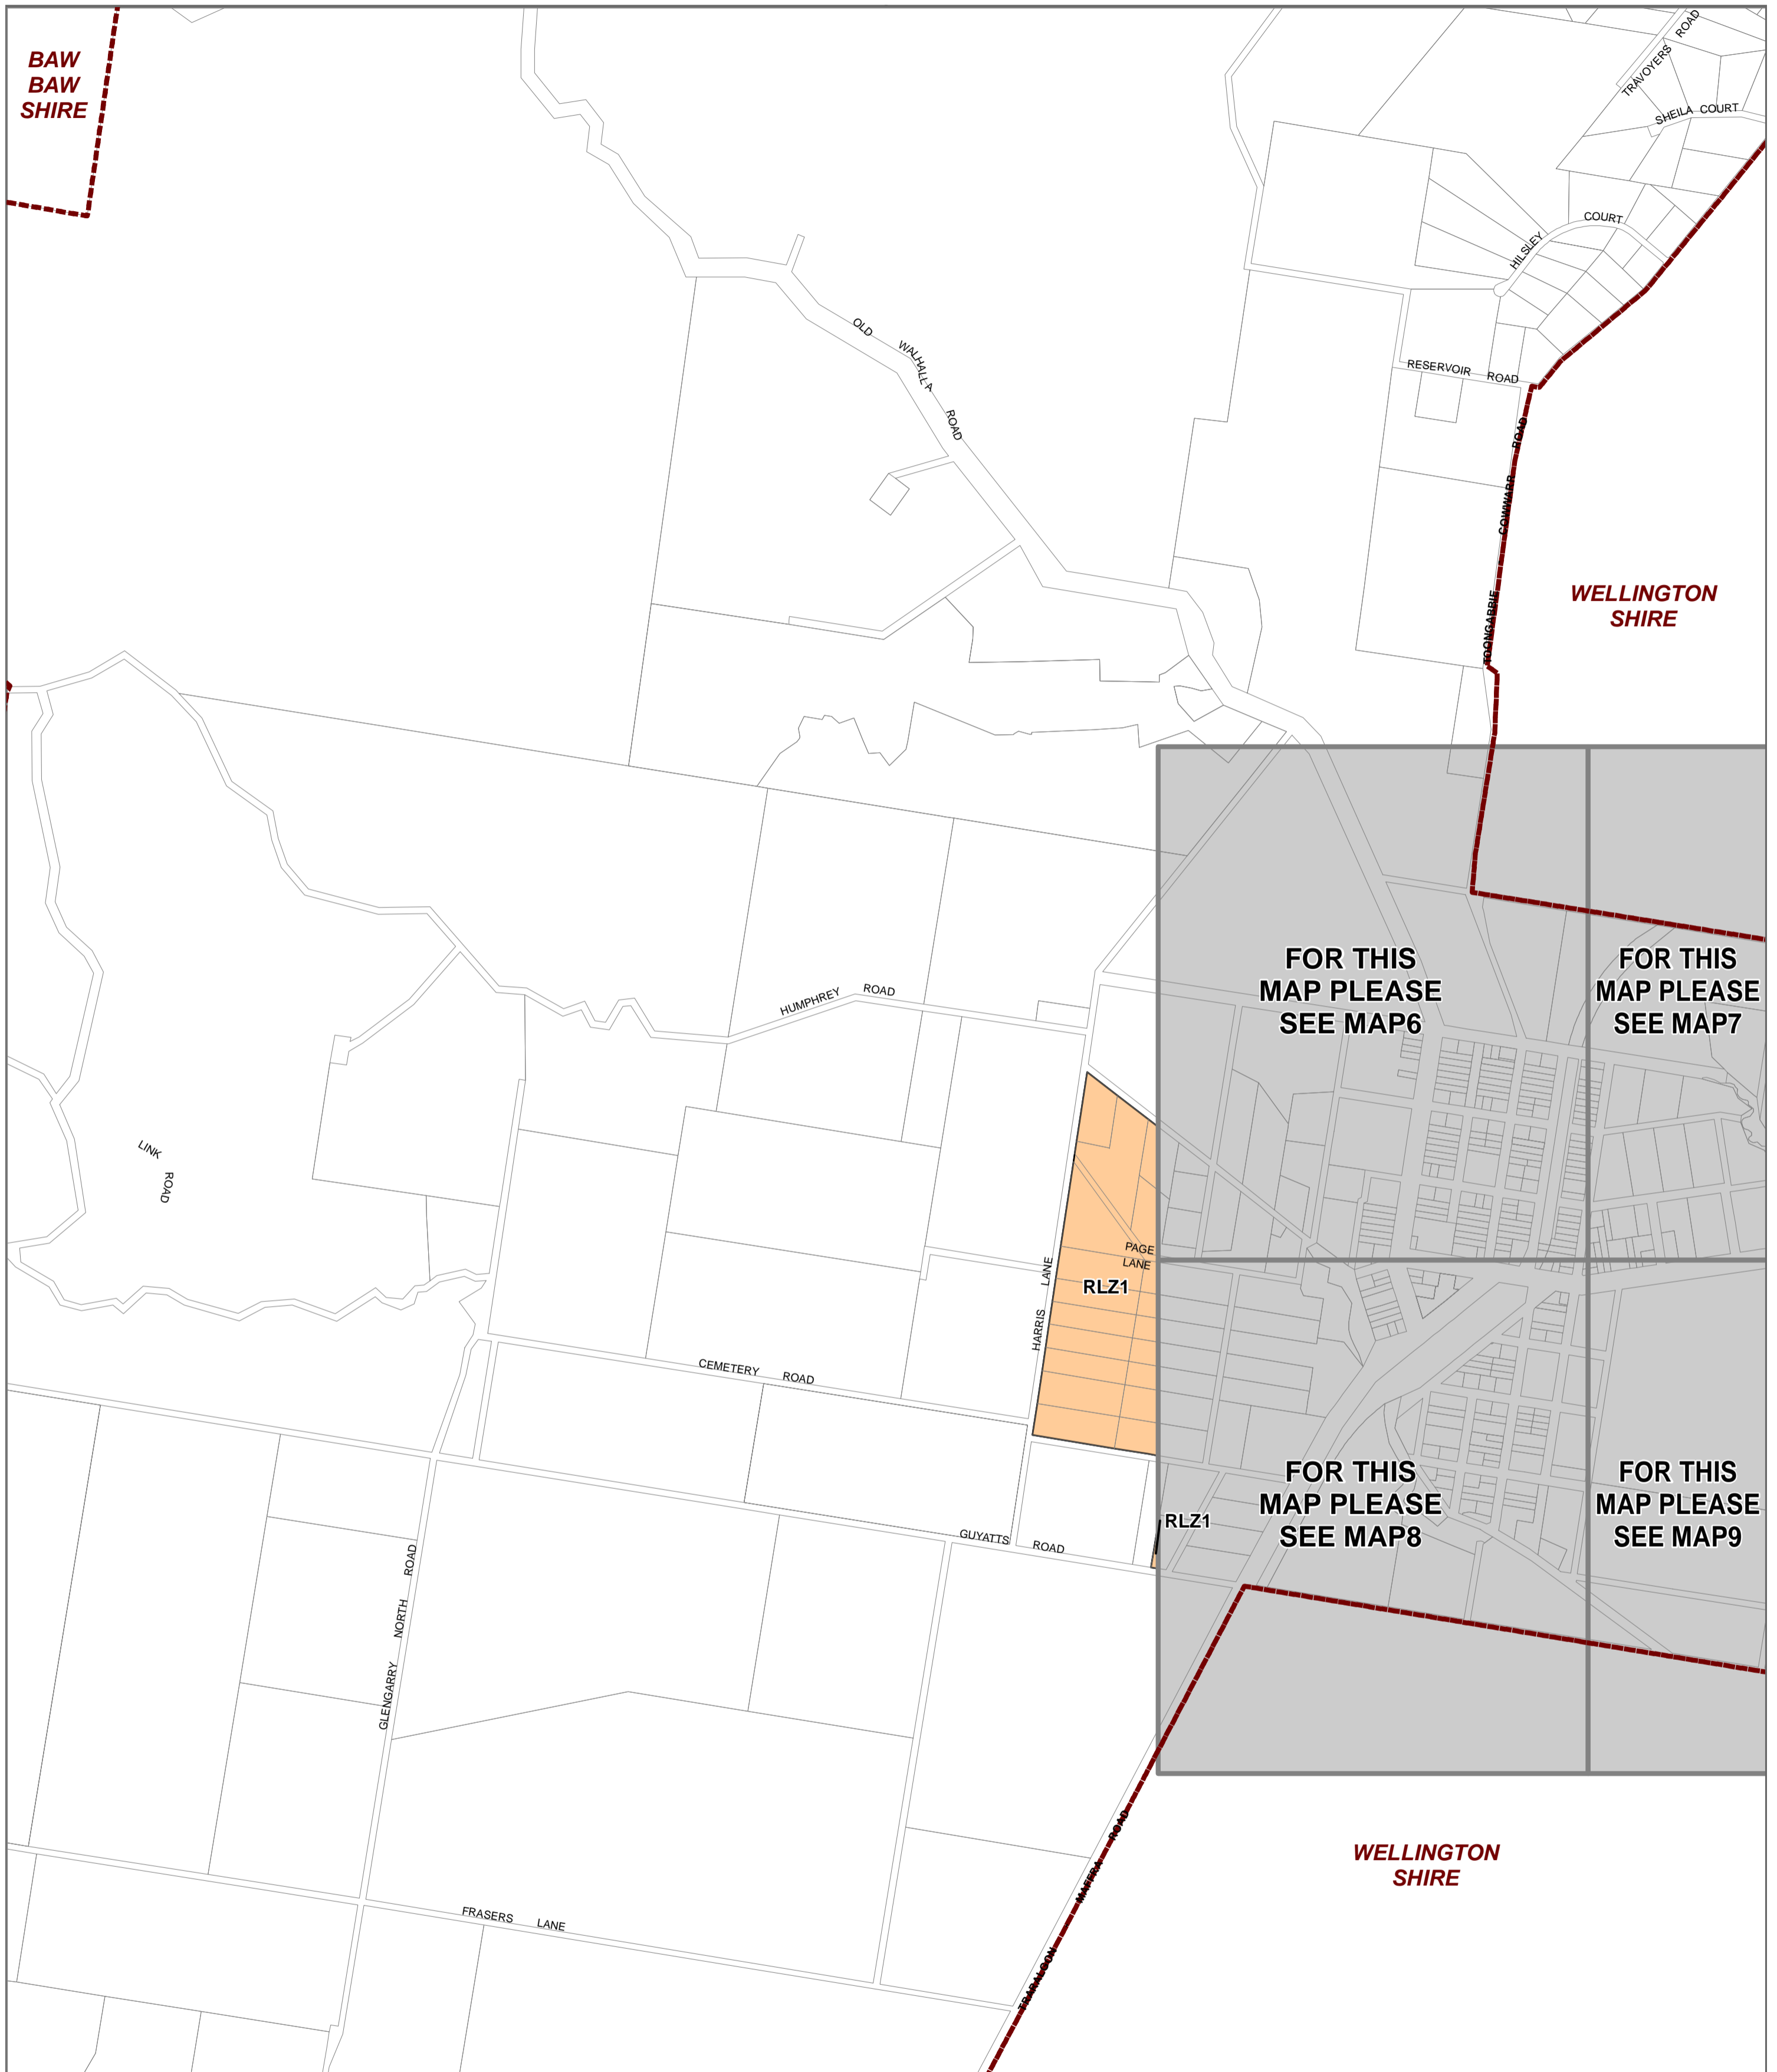 BAW
BAW
SHIRE
TRAVOYERS ROAD
SHEILA COURT
HILSLEY COURT
OLD WALHALLA ROAD
RESERVOIR ROAD
TOONGABBIE COWWARR ROAD
WELLINGTON
SHIRE
FOR THIS
MAP PLEASE
SEE MAP6
FOR THIS
MAP PLEASE
SEE MAP7
HUMPHREY ROAD
LINK ROAD
PAGE
LANE
RLZ1
HARRIS LANE
CEMETERY ROAD
FOR THIS
MAP PLEASE
SEE MAP8
FOR THIS
MAP PLEASE
SEE MAP9
RLZ1
GUYATTS ROAD
GLENGARRY NORTH ROAD
TRARALGON MAFFRA ROAD
WELLINGTON
SHIRE
FRASERS LANE